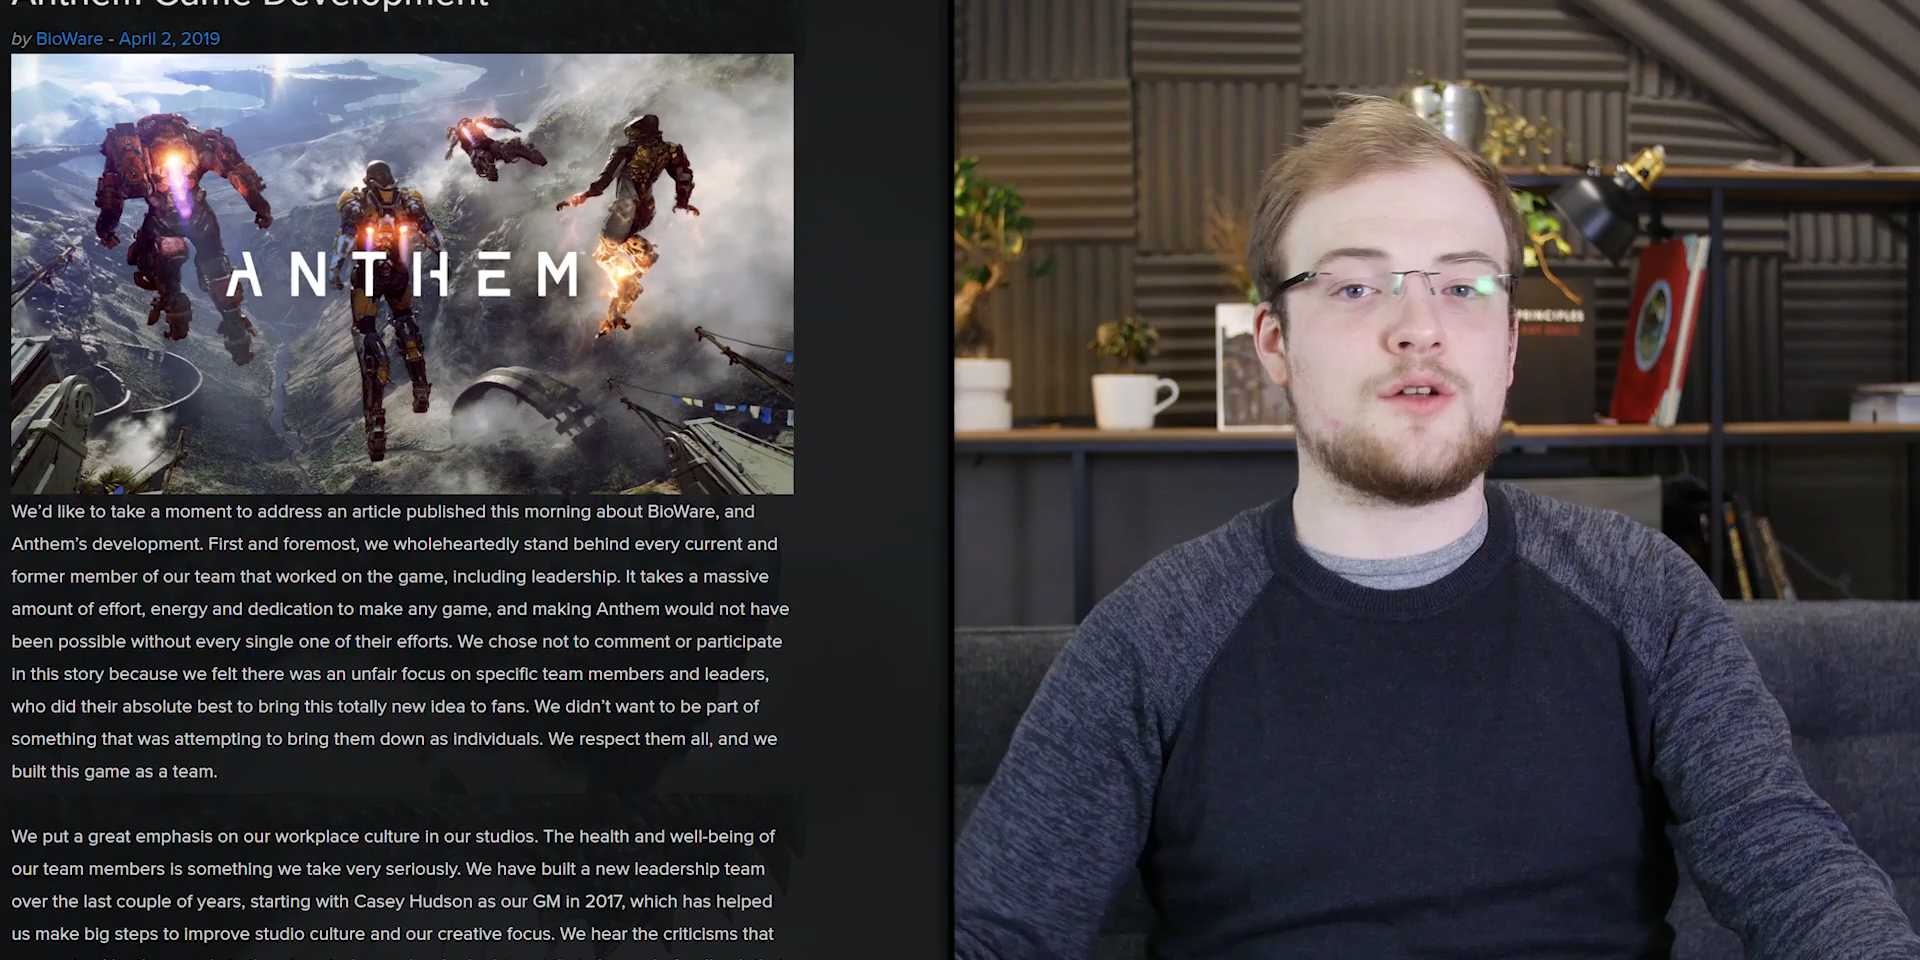 Anthem Game Development
by BioWare - April 2, 2019
ANTHEM
We'd like to take a moment to address an article published this morning about BioWare, and
Anthem's development. First and foremost, we wholeheartedly stand behind every current and
former member of our team that worked on the game, including leadership. It takes a massive
amount of effort, energy and dedication to make any game, and making Anthem would not have
been possible without every single one of their efforts. We chose not to comment or participate
in this story because we felt there was an unfair focus on specific team members and leaders,
who did their absolute best to bring this totally new idea to fans. We didn't want to be part of
something that was attempting to bring them down as individuals. We respect them all, and we
built this game as a team.
We put a great emphasis on our workplace culture in our studios. The health and well-being of
our team members is something we take very seriously. We have built a new leadership team
over the last couple of years, starting with Casey Hudson as our GM in 2017, which has helped
us make big steps to improve studio culture and our creative focus. We hear the criticisms that
PRINCIPLES